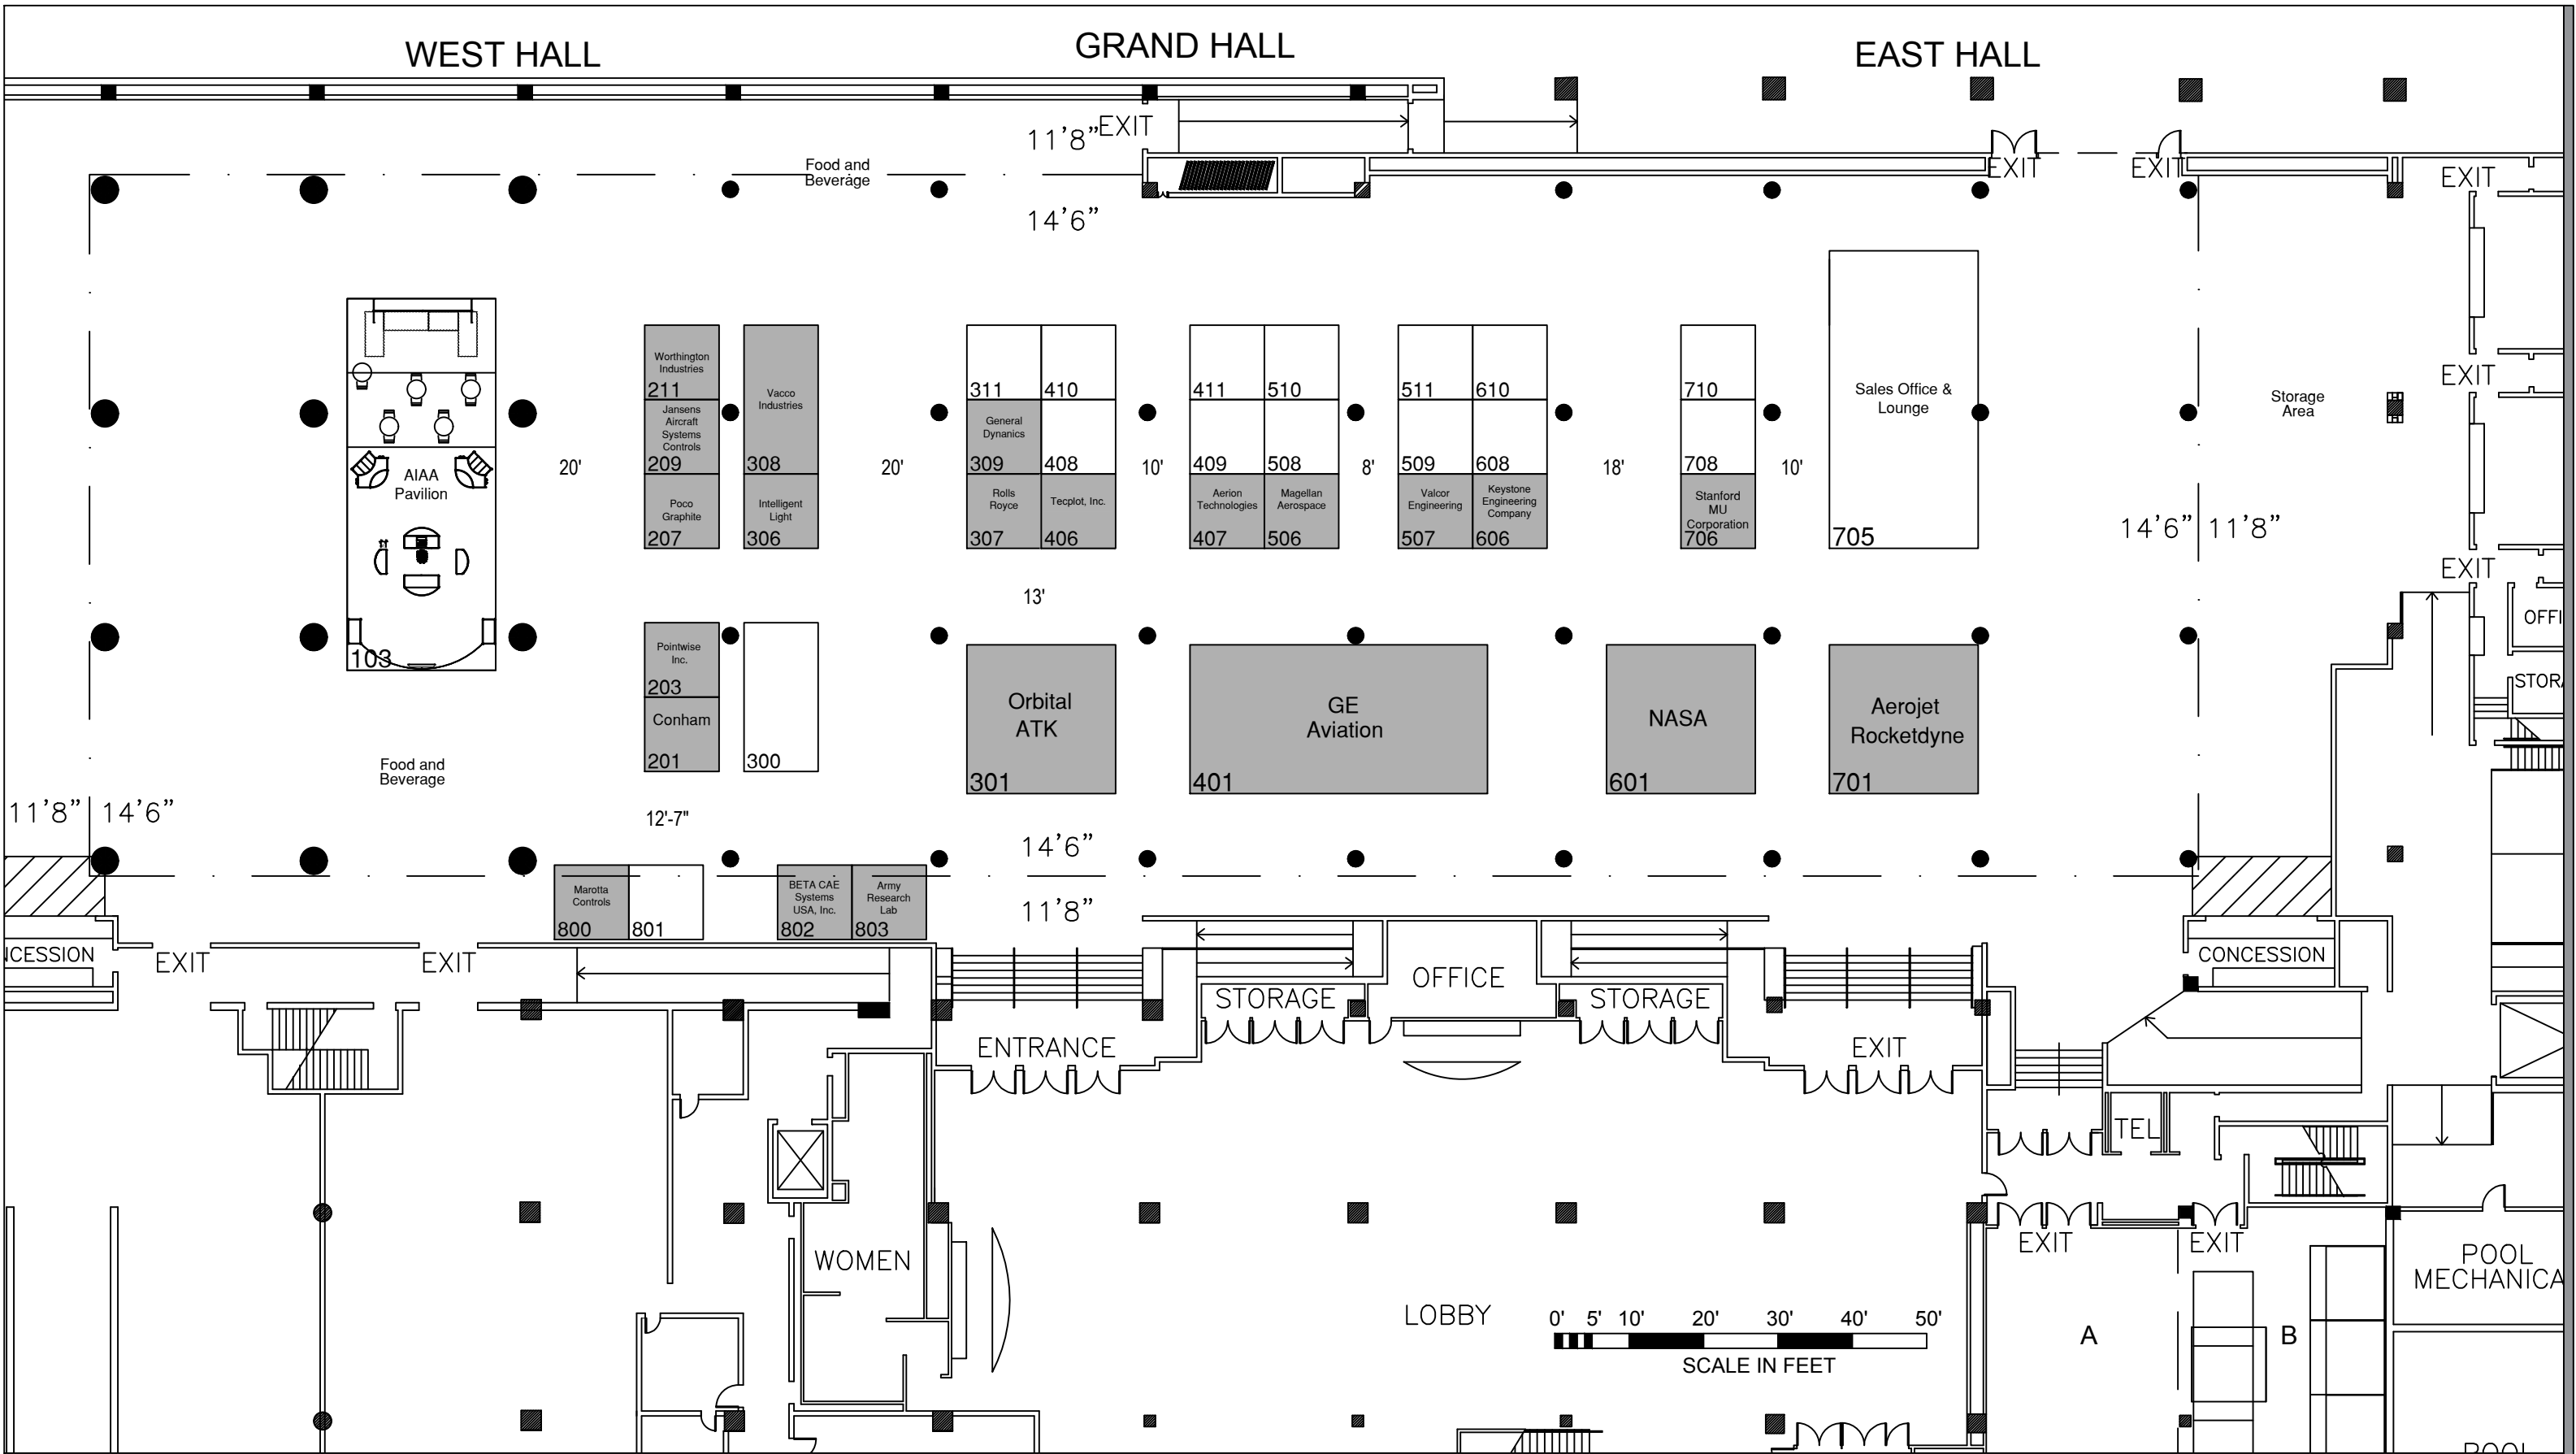 WEST HALL
GRAND HALL
EAST HALL
11'8"
EXIT
Food and
Beverage
14'6"
EXIT
EXIT
EXIT
Worthington
Industries
211
Jansens
Aircraft
Systems
Controls
209
Poco
Graphite
207
Vacco
Industries
308
Intelligent
Light
306
311
410
General
Dynamics
309
408
Rolls
Royce
307
Tecplot, Inc.
406
411
510
409
508
Aerion
Technologies
407
Magellan
Aerospace
506
511
610
509
608
Valcor
Engineering
507
Keystone
Engineering
Company
606
710
708
Stanford
MU
Corporation
706
Sales Office &
Lounge
705
Storage
Area
EXIT
EXIT
AIAA
Pavilion
103
20'
20'
10'
8'
18'
10'
14'6"
11'8"
13'
OFFI
STORA
Pointwise
Inc.
203
Conham
201
300
Orbital
ATK
301
GE
Aviation
401
NASA
601
Aerojet
Rocketdyne
701
Food and
Beverage
11'8"
14'6"
12'-7"
14'6"
11'8"
Marotta
Controls
800
801
BETA CAE
Systems
USA, Inc.
802
Army
Research
Lab
803
NCESSION
EXIT
EXIT
CONCESSION
OFFICE
STORAGE
STORAGE
ENTRANCE
EXIT
TEL
WOMEN
EXIT
EXIT
POOL
MECHANICA
LOBBY
0' 5' 10' 20' 30' 40' 50'
SCALE IN FEET
A
B